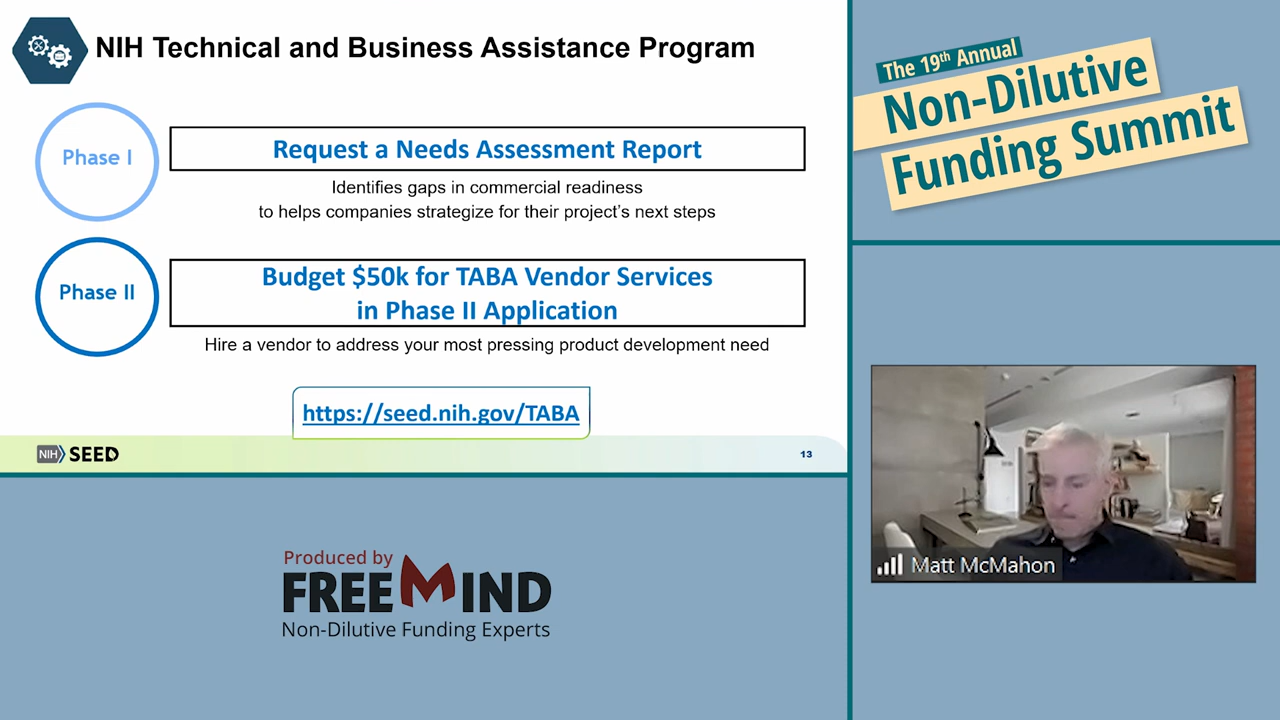 NIH Technical and Business Assistance Program
Phase I
Request a Needs Assessment Report
Identifies gaps in commercial readiness
to helps companies strategize for their project's next steps
Phase II
Budget $50k for TABA Vendor Services
in Phase II Application
Hire a vendor to address your most pressing product development need
https://seed.nih.gov/TABA
NIH SEED
13
The 19th Annual
Non-Dilutive
Funding Summit
Matt McMahon
Produced by
FREEMIND
Non-Dilutive Funding Experts